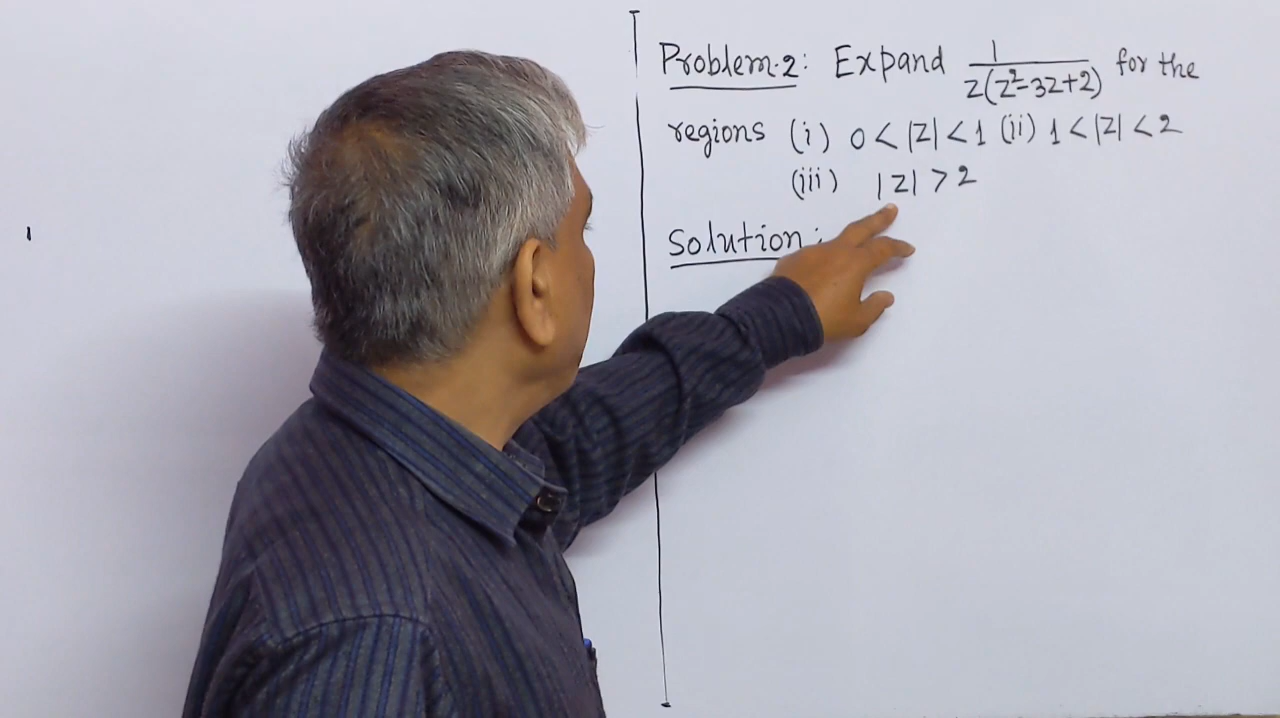 Problem.2: Expand 1/z(z²-3z+2) for the
regions (i) 0 < |z| < 1 (ii) 1 < |z| < 2
(iii) |z| > 2
Solution: